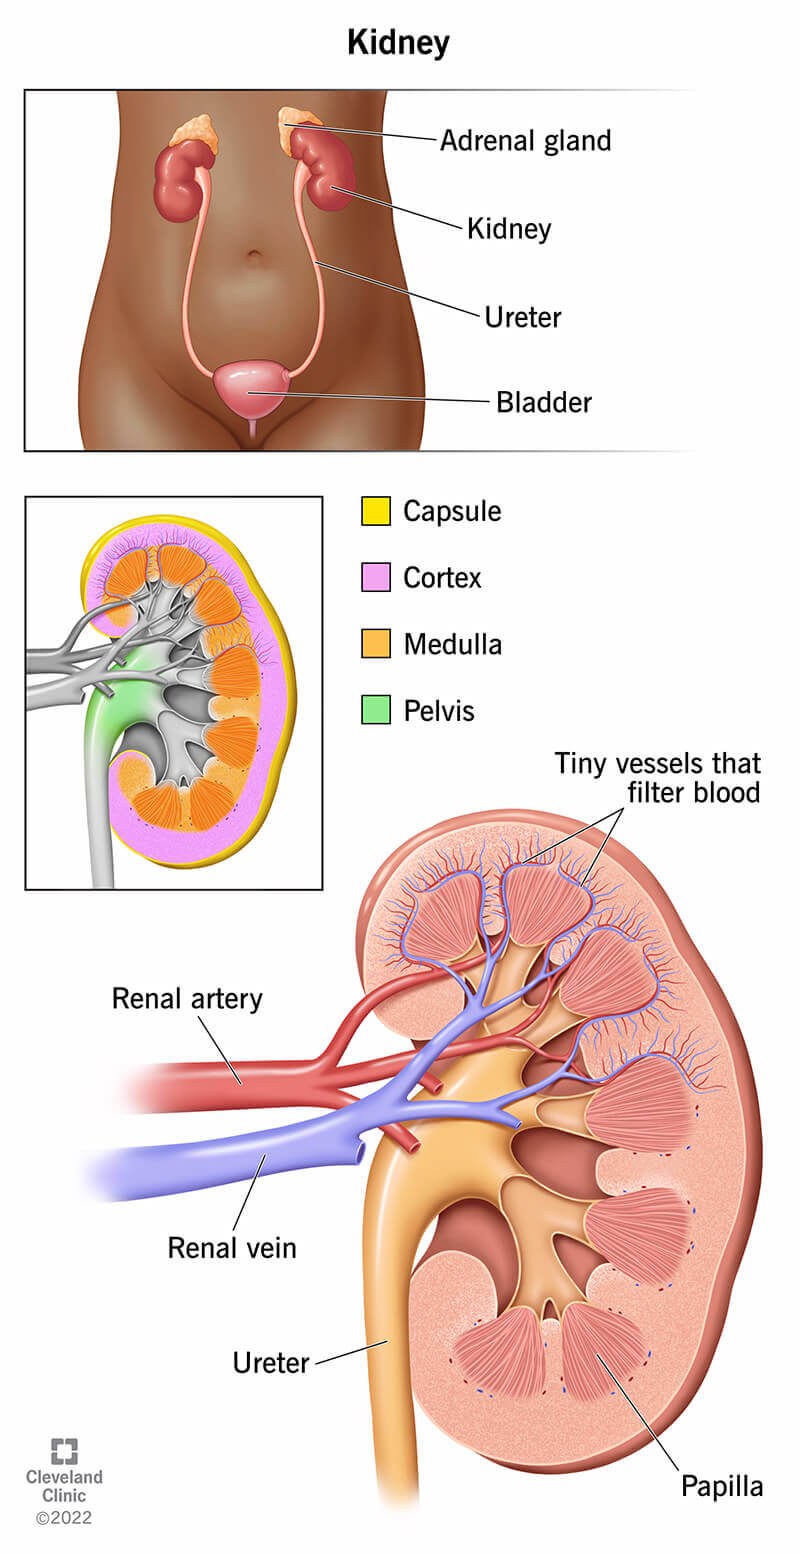 Kidney
Adrenal gland
Kidney
Ureter
Bladder
Capsule
Cortex
Medulla
Pelvis
Tiny vessels that
filter blood
Renal artery
Renal vein
Ureter
Papilla
Cleveland
Clinic
©2022